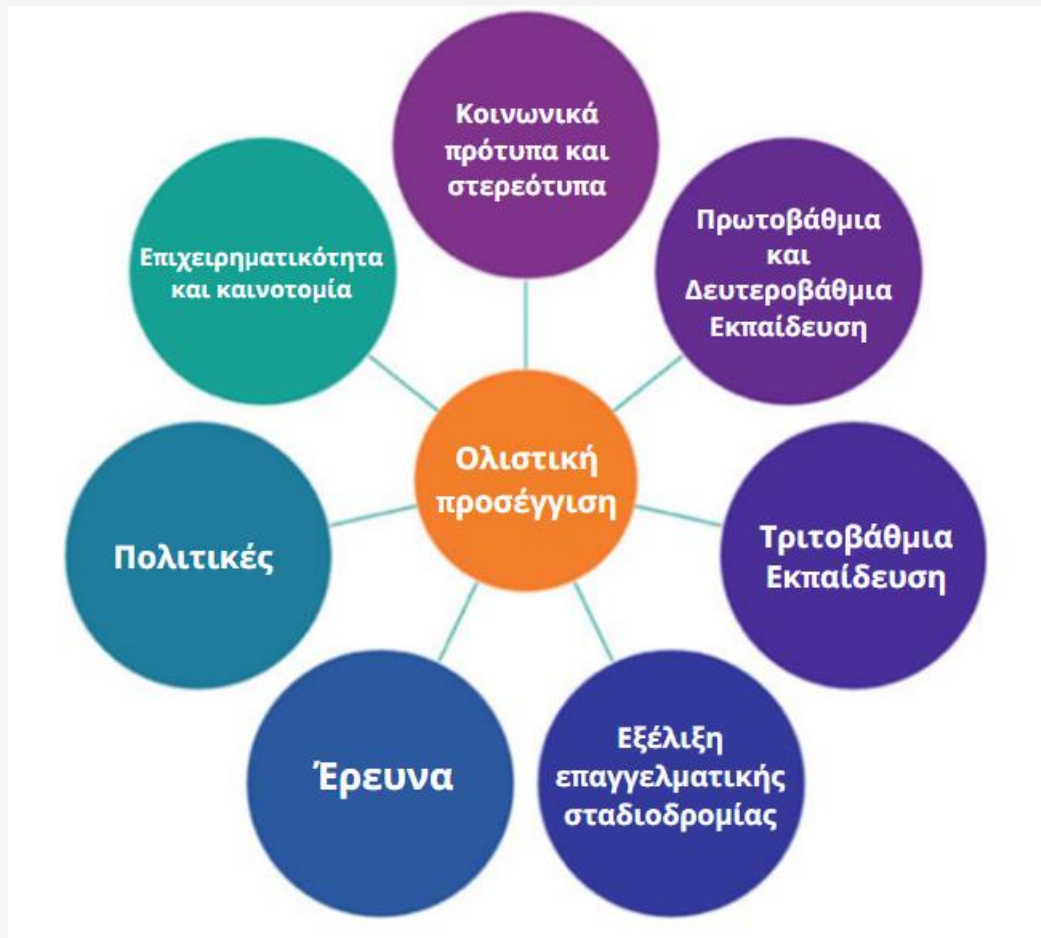 Κοινωνικά
πρότυπα και
στερεότυπα
Πρωτοβάθμια
και
Δευτεροβάθμια
Εκπαίδευση
Τριτοβάθμια
Εκπαίδευση
Εξέλιξη
επαγγελματικής
σταδιοδρομίας
Έρευνα
Πολιτικές
Επιχειρηματικότητα
και καινοτομία
Ολιστική
προσέγγιση